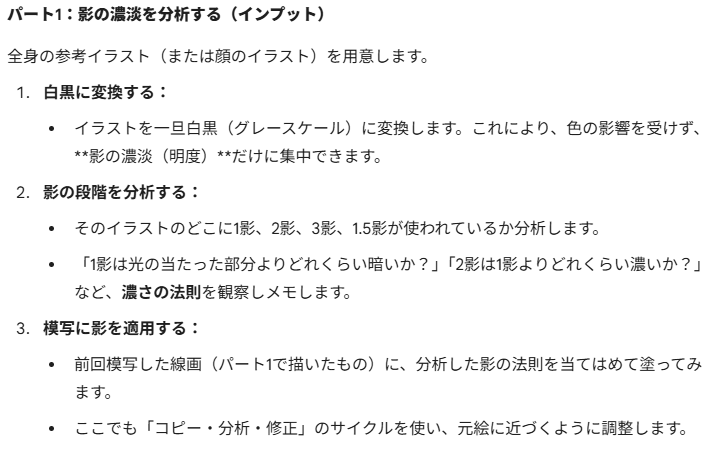 パート1：影の濃淡を分析する（インプット）
全身の参考イラスト（または顔のイラスト）を用意します。
1. 白黒に変換する：
• イラストを一旦白黒（グレースケール）に変換します。これにより、色の影響を受けず、
**影の濃淡（明度）**だけに集中できます。
2. 影の段階を分析する：
• そのイラストのどこに1影、2影、3影、1.5影が使われているか分析します。
• 「1影は光の当たった部分よりどれくらい暗いか？」「2影は1影よりどれくらい濃いか？」
など、濃さの法則を観察しメモします。
3. 模写に影を適用する：
• 前回模写した線画（パート1で描いたもの）に、分析した影の法則を当てはめて塗ってみ
ます。
• ここでも「コピー・分析・修正」のサイクルを使い、元絵に近づくように調整します。